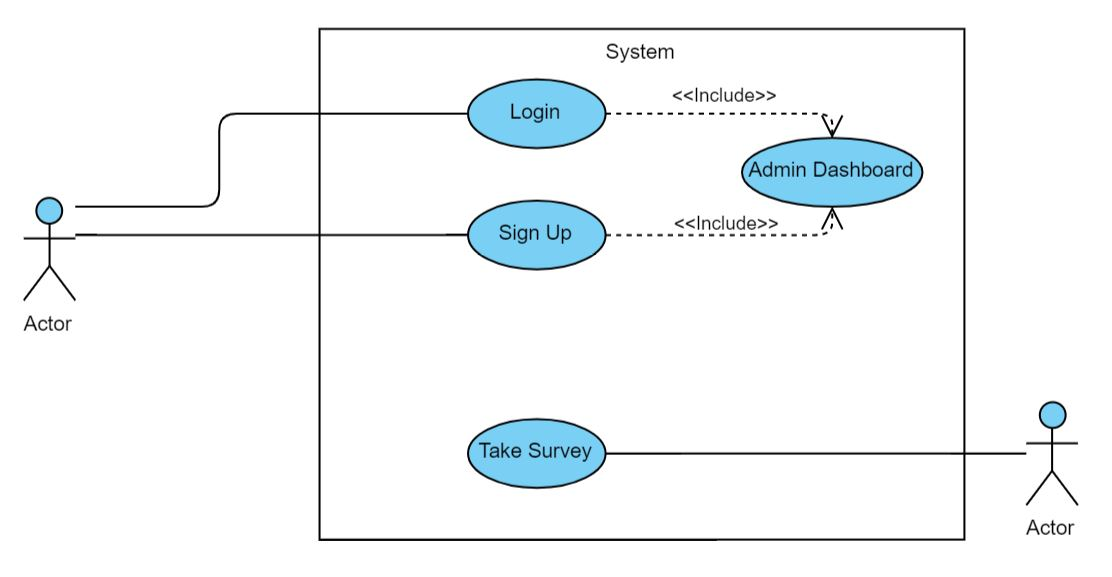 System
Login
<<Include>>
Admin Dashboard
Sign Up
<<Include>>
Actor
Take Survey
Actor